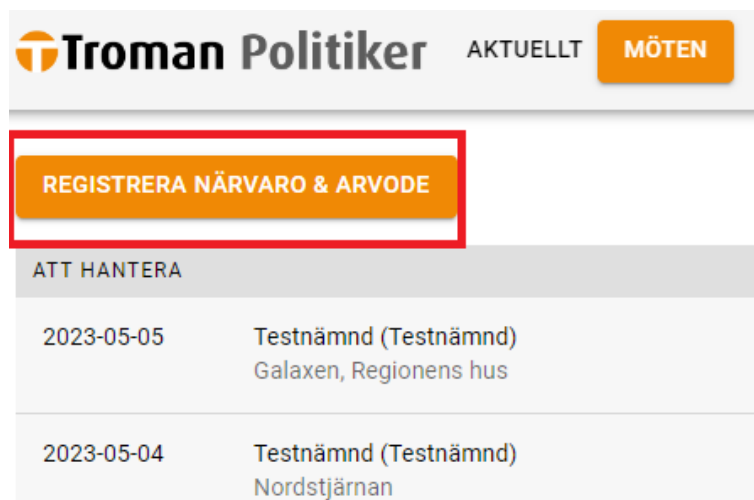 Troman Politiker AKTUELLT MÖTEN
REGISTRERA NÄRVARO & ARVODE
ATT HANTERA
2023-05-05 Testnämnd (Testnämnd)
Galaxen, Regionens hus
2023-05-04 Testnämnd (Testnämnd)
Nordstjärnan